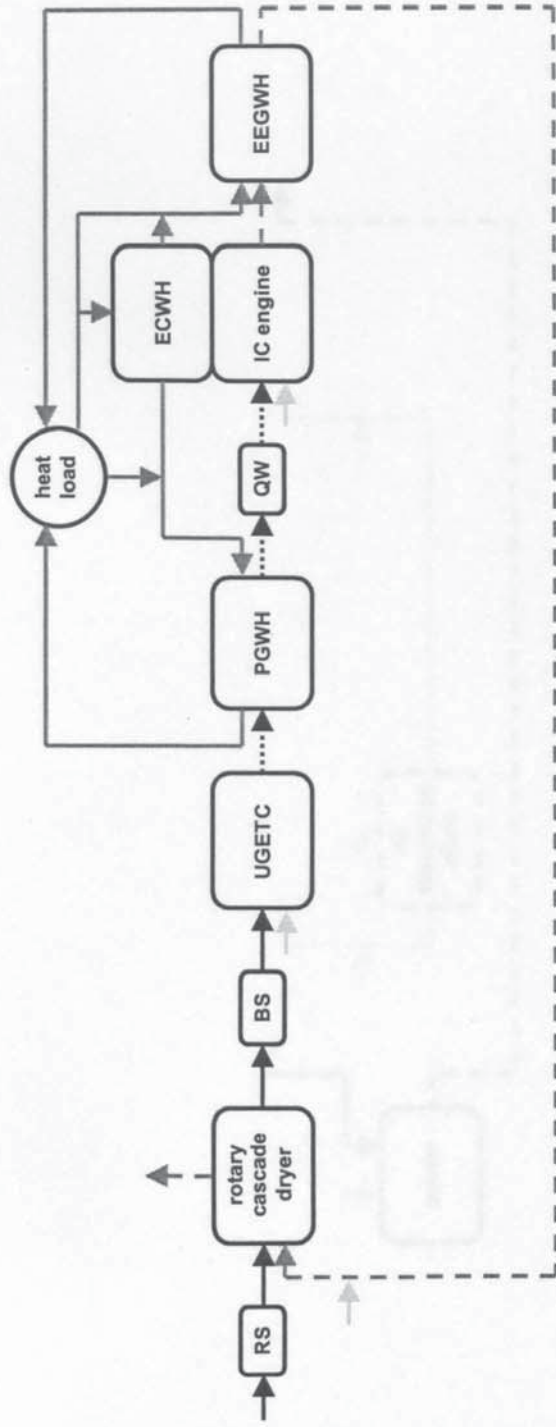 RS
rotary
cascade
dryer
BS
UGETC
PGWH
QW
IC engine
ECWH
EEGWH
heat
load